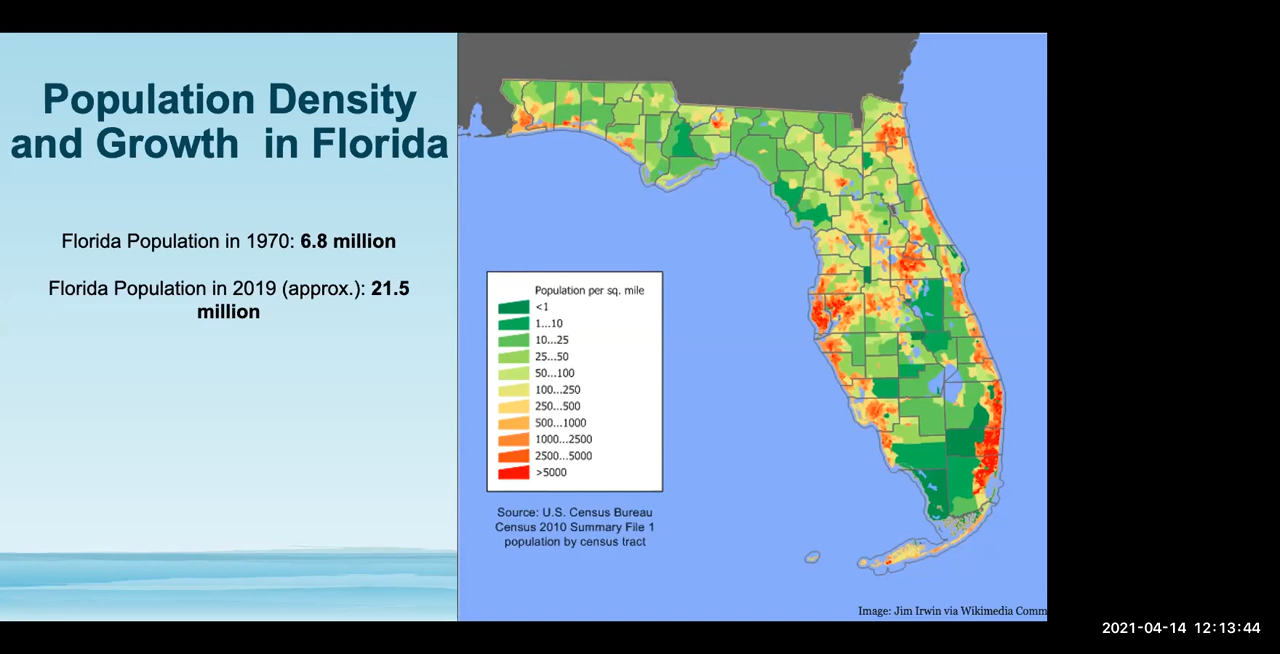 Population Density
and Growth  in Florida
Florida Population in 1970: 6.8 million
Florida Population in 2019 (approx.): 21.5
million
Population per sq. mile
<1
1...10
10...25
25...50
50...100
100...250
250...500
500...1000
1000...2500
2500...5000
>5000
Source: U.S. Census Bureau
Census 2010 Summary File 1
population by census tract
Image: Jim Irwin via Wikimedia Comm
2021-04-14 12:13:44